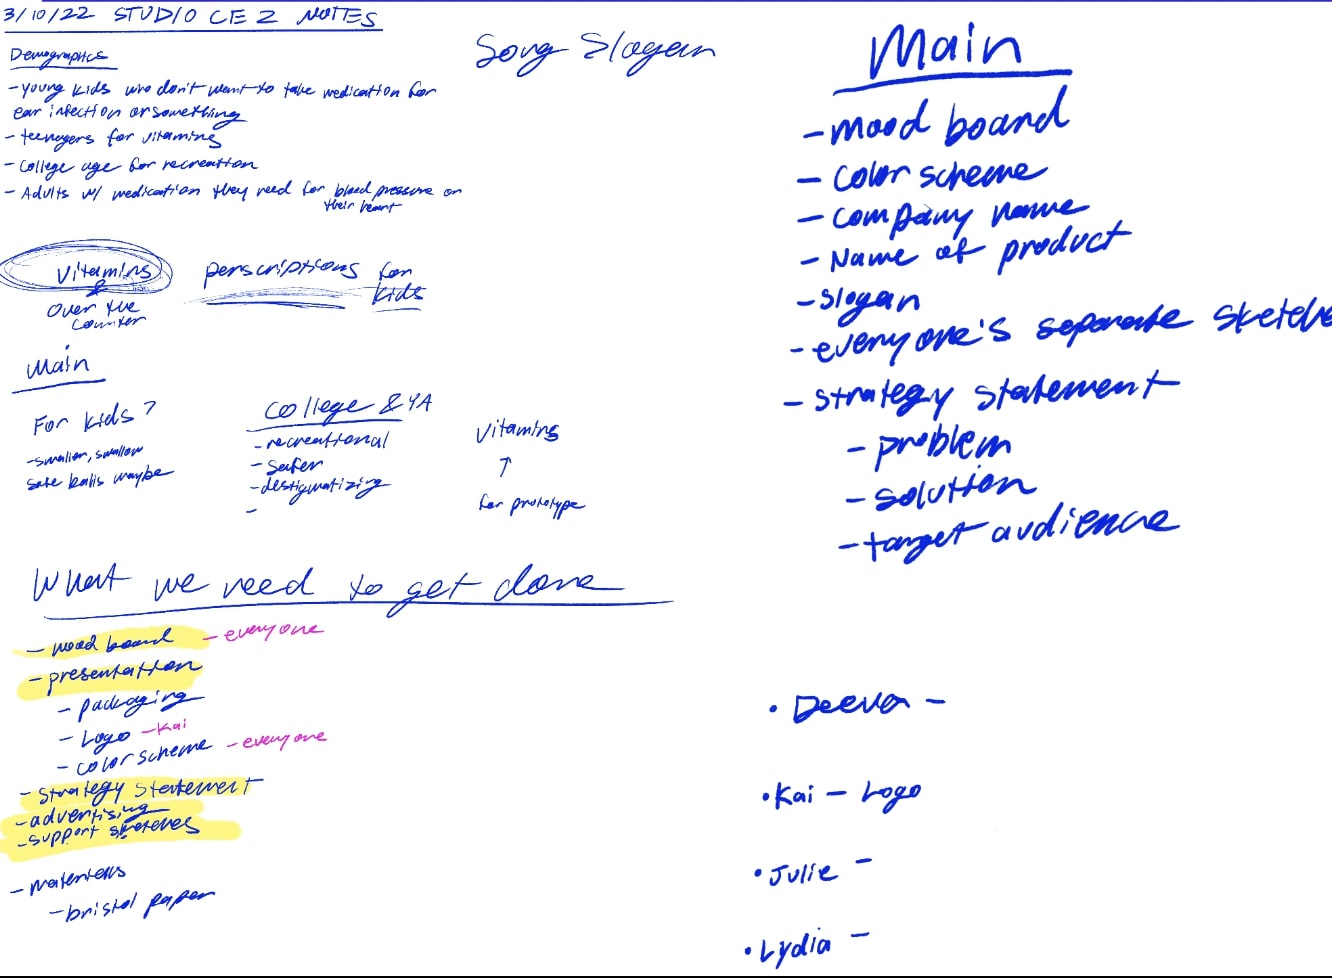 3/10/22 STUDIO CE 2 NOTES
Demographics
- young kids who don't want to take medication for
ear infection or something
- teenagers for vitamins
- college age for recreation
- Adults w/ medication they need for blood pressure or
their heart
Vitamins
&
over the
counter
perscriptions for
kids
Main
For kids?
- smaller, swallow
safe balls maybe
College & YA
- recreational
- safer
- destigmatizing
-
Vitamins
↑
for prototype
What we need to get done
- mood board - everyone
- presentation
- packaging
- Logo - Kai
- color scheme - everyone
- strategy statement
- advertising
- support sketches
- materials
- bristol paper
Song Slogan
Main
- mood board
- color scheme
- company name
- Name of product
- slogan
- everyone's separate sketche
- strategy statement
- problem
- solution
- target audience
• Deeva -
• Kai - Logo
• Julie -
• Lydia -